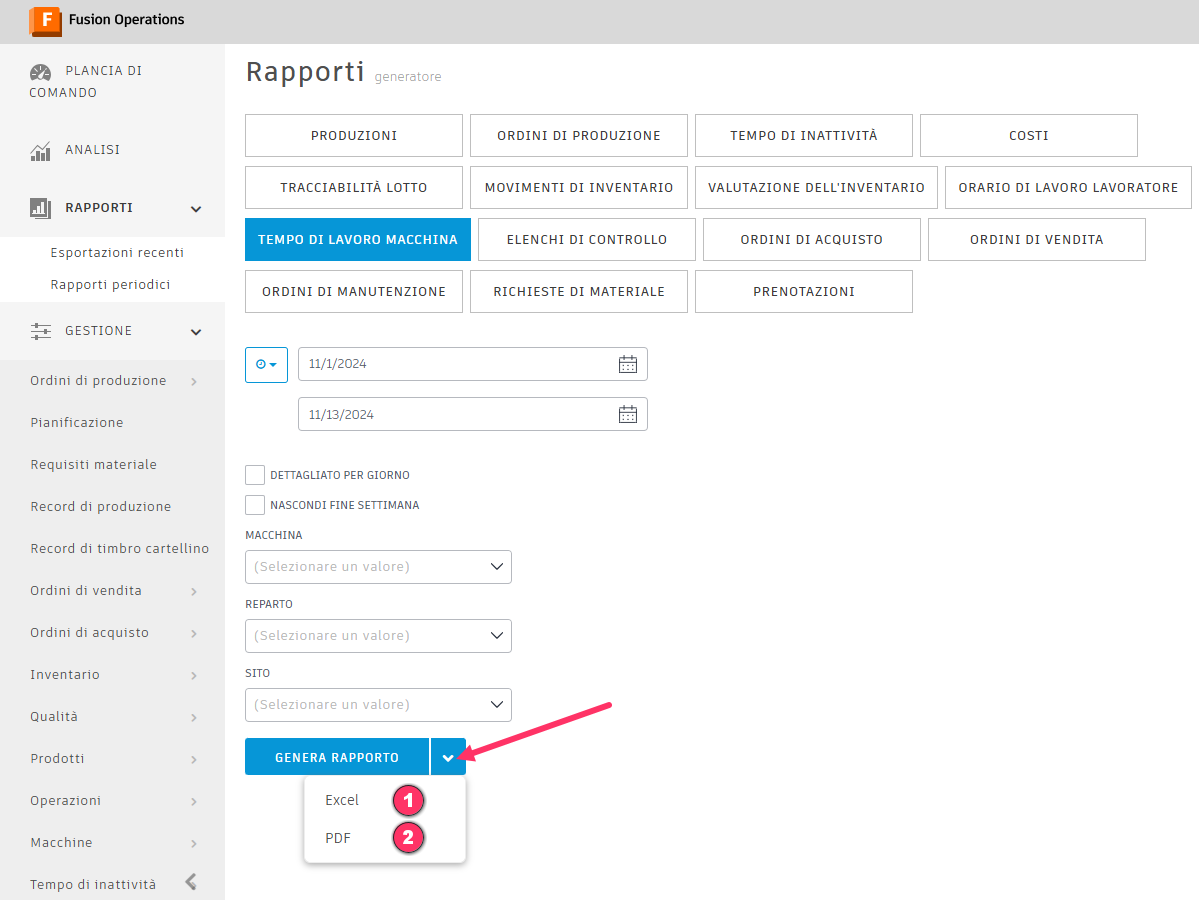 F Fusion Operations
PLANCIA DI
COMANDO
ANALISI
RAPPORTI
Esportazioni recenti
Rapporti periodici
GESTIONE
Ordini di produzione
Pianificazione
Requisiti materiale
Record di produzione
Record di timbro cartellino
Ordini di vendita
Ordini di acquisto
Inventario
Qualità
Prodotti
Operazioni
Macchine
Tempo di inattività
Rapporti generatore
PRODUZIONI
ORDINI DI PRODUZIONE
TEMPO DI INATTIVITÀ
COSTI
TRACCIABILITÀ LOTTO
MOVIMENTI DI INVENTARIO
VALUTAZIONE DELL'INVENTARIO
ORARIO DI LAVORO LAVORATORE
TEMPO DI LAVORO MACCHINA
ELENCHI DI CONTROLLO
ORDINI DI ACQUISTO
ORDINI DI VENDITA
ORDINI DI MANUTENZIONE
RICHIESTE DI MATERIALE
PRENOTAZIONI
11/1/2024
11/13/2024
DETTAGLIATO PER GIORNO
NASCONDI FINE SETTIMANA
MACCHINA
(Selezionare un valore)
REPARTO
(Selezionare un valore)
SITO
(Selezionare un valore)
GENERA RAPPORTO
Excel 1
PDF 2